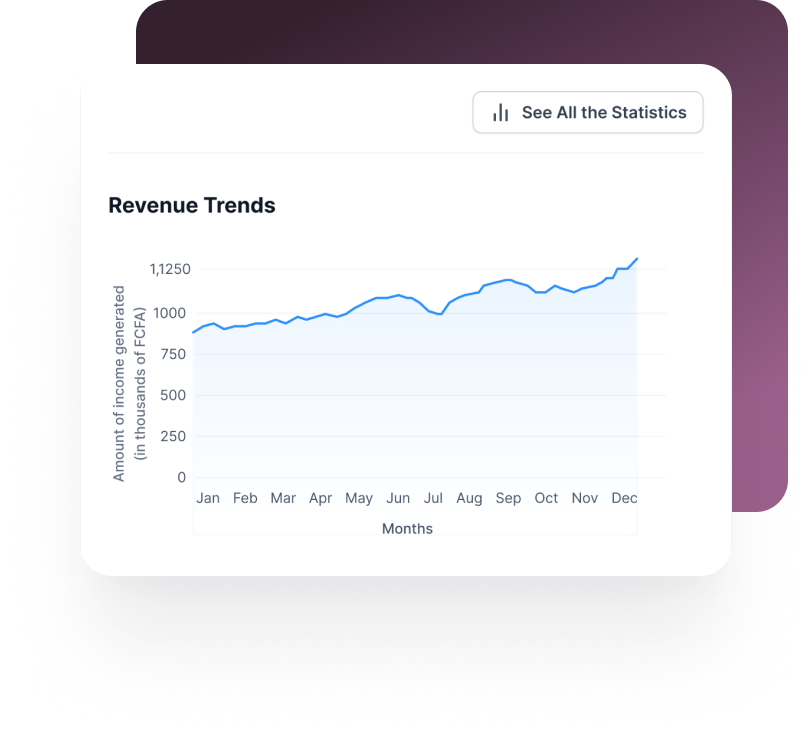 See All the Statistics
Revenue Trends
Amount of income generated
(in thousands of FCFA)
1,1250
1000
750
500
250
0
Jan Feb Mar Apr May Jun Jul Aug Sep Oct Nov Dec
Months